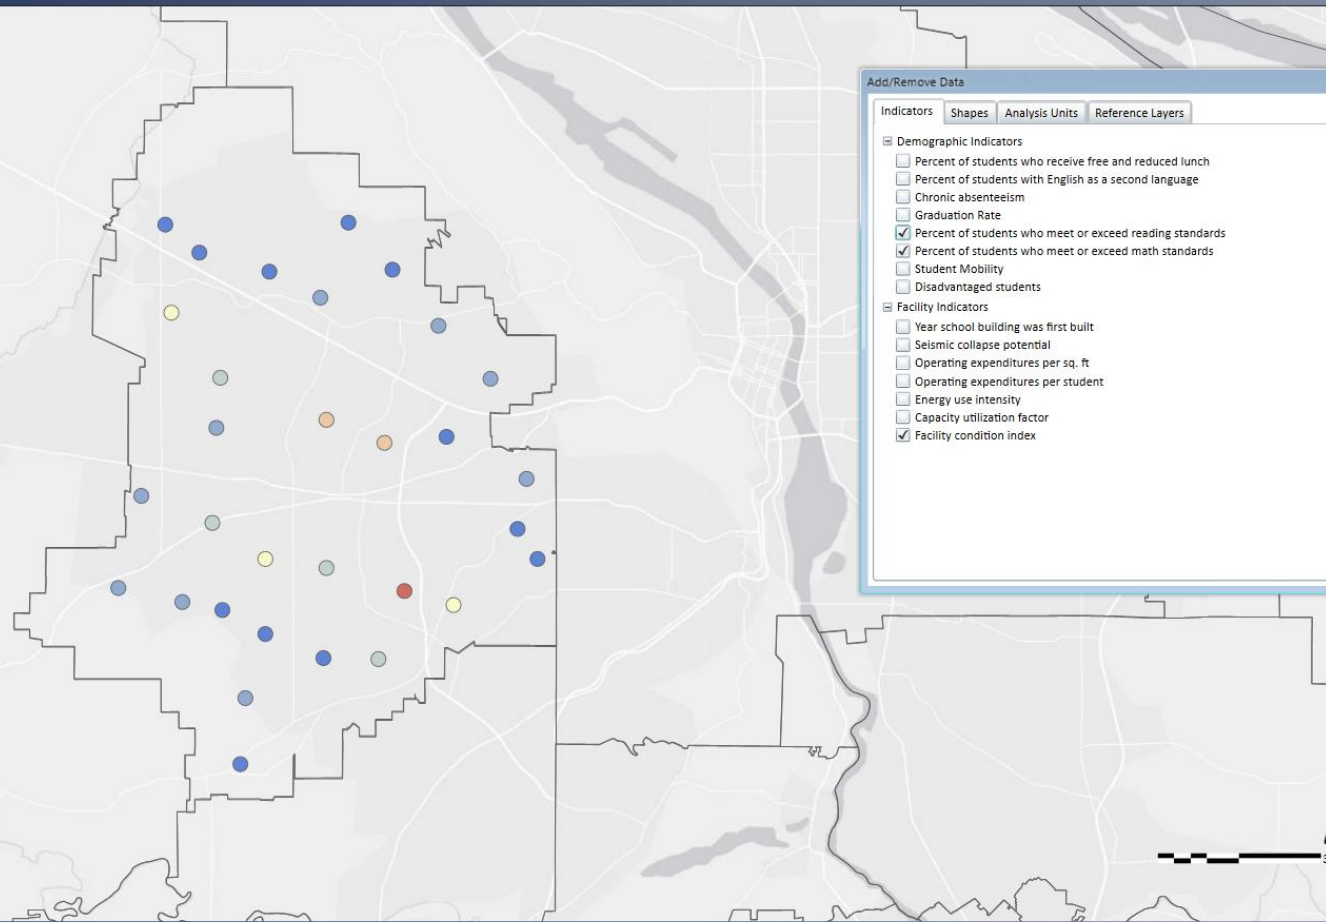 Add/Remove Data
Indicators Shapes Analysis Units Reference Layers
Demographic Indicators
Percent of students who receive free and reduced lunch
Percent of students with English as a second language
Chronic absenteeism
Graduation Rate
Percent of students who meet or exceed reading standards
Percent of students who meet or exceed math standards
Student Mobility
Disadvantaged students
Facility Indicators
Year school building was first built
Seismic collapse potential
Operating expenditures per sq. ft
Operating expenditures per student
Energy use intensity
Capacity utilization factor
Facility condition index